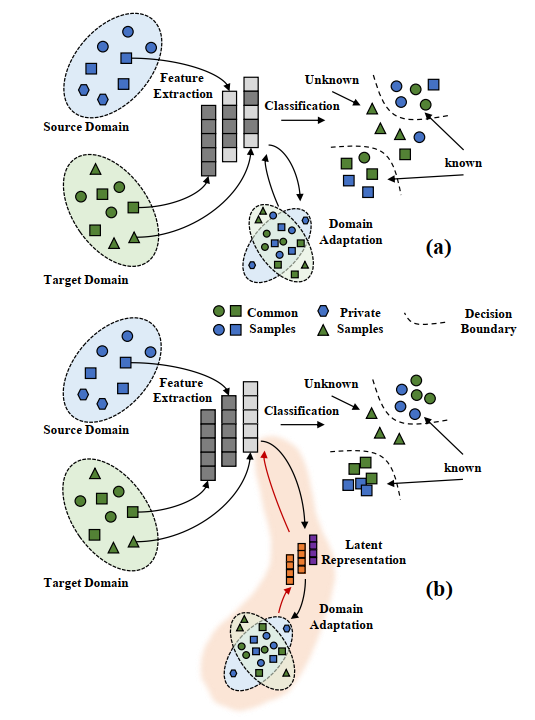 Feature
Extraction
Source Domain
Unknown
Classification
known
Target Domain
Domain
Adaptation
(a)
Common
Samples
Private
Samples
Decision
Boundary
Feature
Extraction
Source Domain
Unknown
Classification
known
Target Domain
Latent
Representation
(b)
Domain
Adaptation